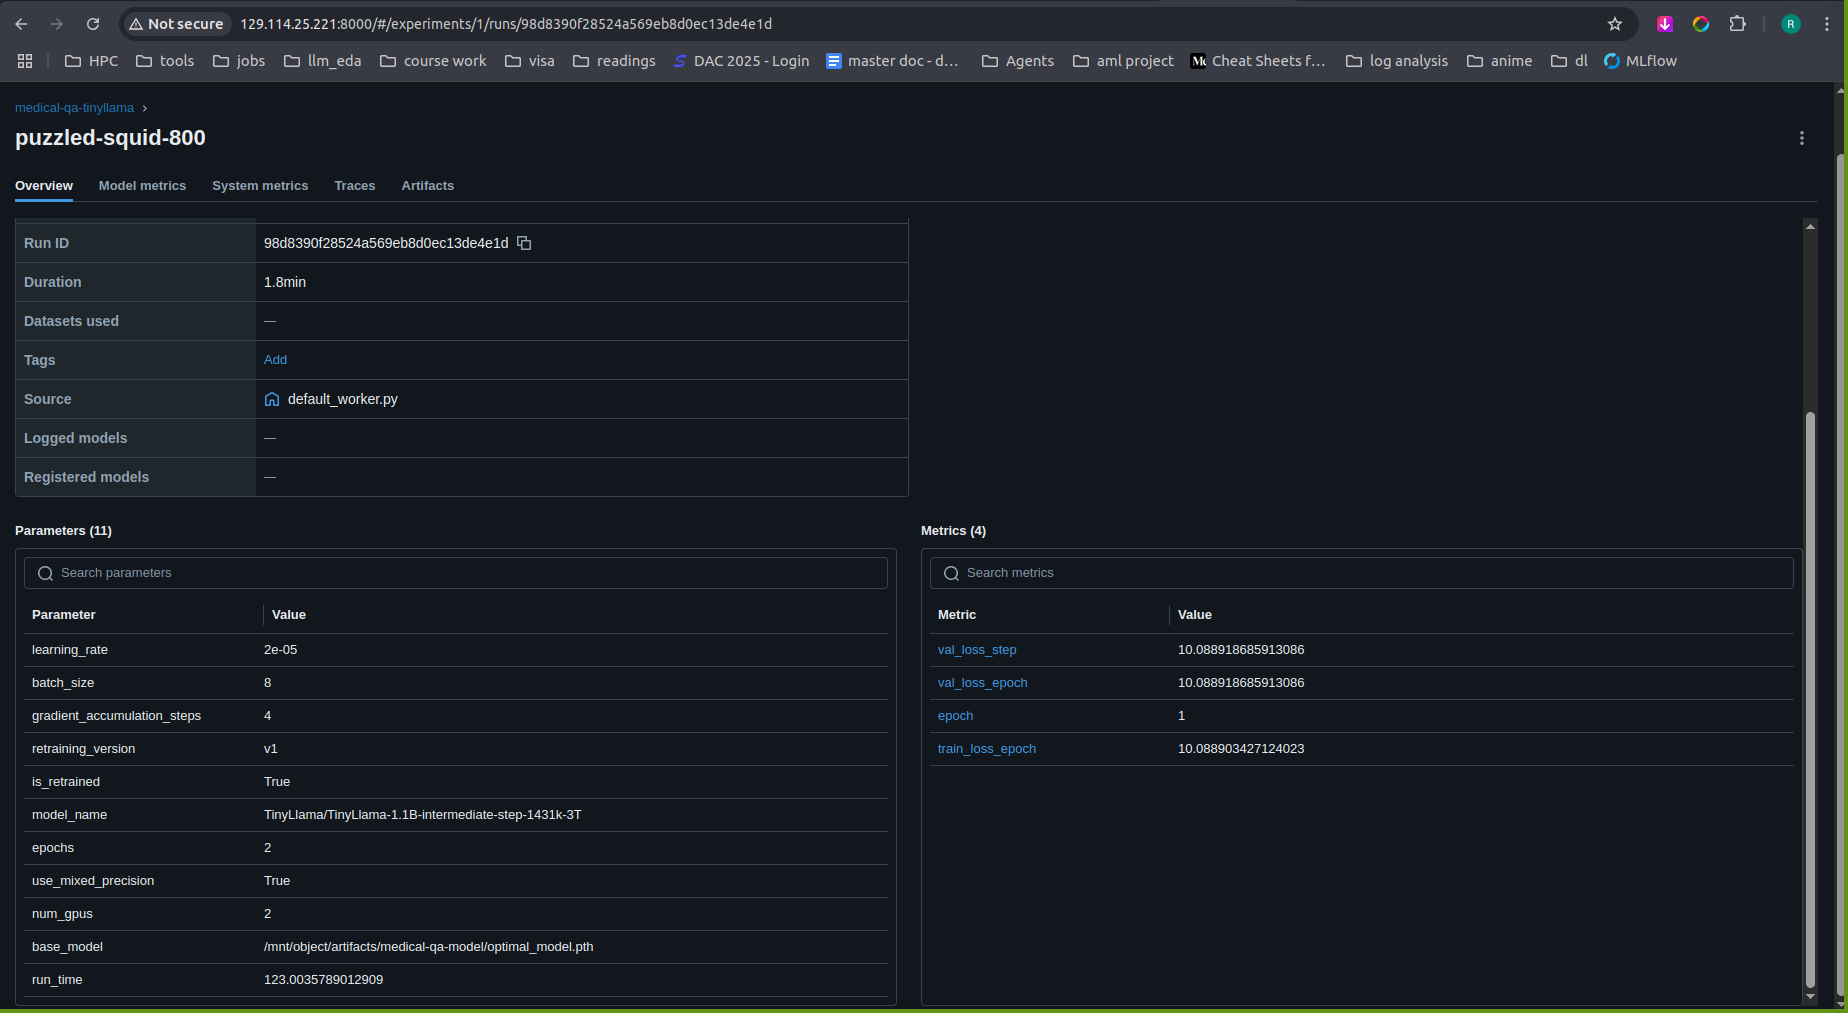 Not secure 129.114.25.221:8000/#/experiments/1/runs/98d8390f28524a569eb8d0ec13de4e1d R
HPC tools jobs llm_eda course work visa readings DAC 2025 - Login master doc - d… Agents aml project Cheat Sheets f… log analysis anime dl MLflow
medical-qa-tinyllama ›
puzzled-squid-800
Overview Model metrics System metrics Traces Artifacts
Run ID 98d8390f28524a569eb8d0ec13de4e1d
Duration 1.8min
Datasets used —
Tags Add
Source default_worker.py
Logged models —
Registered models —
Parameters (11)
Search parameters
Parameter Value
learning_rate 2e-05
batch_size 8
gradient_accumulation_steps 4
retraining_version v1
is_retrained True
model_name TinyLlama/TinyLlama-1.1B-intermediate-step-1431k-3T
epochs 2
use_mixed_precision True
num_gpus 2
base_model /mnt/object/artifacts/medical-qa-model/optimal_model.pth
run_time 123.0035789012909
Metrics (4)
Search metrics
Metric Value
val_loss_step 10.088918685913086
val_loss_epoch 10.088918685913086
epoch 1
train_loss_epoch 10.088903427124023